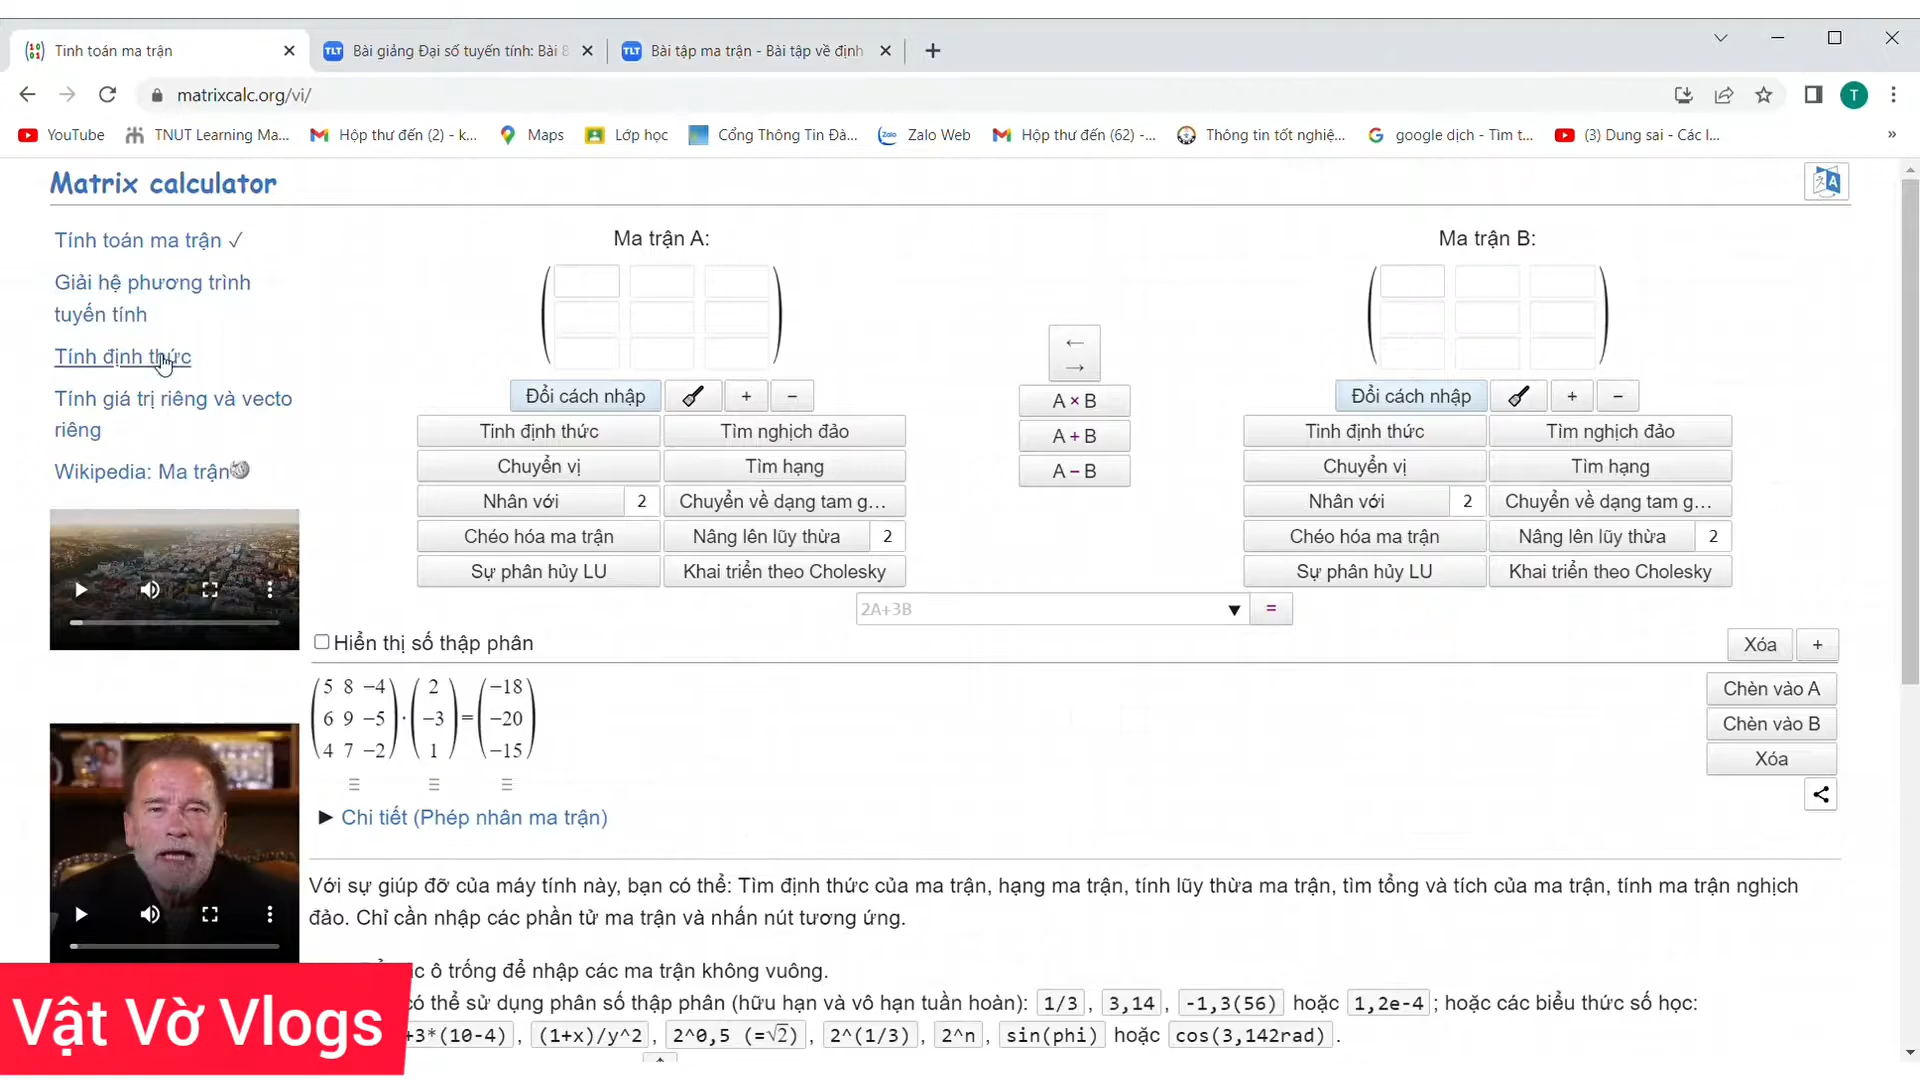 Tinh toán ma trận
Bài giảng Đại số tuyến tính: Bài 8
Bài tập ma trận - Bài tập về định
matrixcalc.org/vi/
T
YouTube
TNUT Learning Ma...
Hộp thư đến (2) - k...
Maps
Lớp học
Cổng Thông Tin Đà...
Zalo Web
Hộp thư đến (62) -...
Thông tin tốt nghiệ...
google dịch - Tìm t...
(3) Dung sai - Các l...
»
Matrix calculator
Tính toán ma trận ✓
Giải hệ phương trình
tuyến tính
Tính định thức
Tính giá trị riêng và vecto
riêng
Wikipedia: Ma trận
Ma trận A:
Đổi cách nhập + −
Tinh định thức Tìm nghịch đảo
Chuyển vị Tìm hạng
Nhân với 2 Chuyển về dạng tam g...
Chéo hóa ma trận Nâng lên lũy thừa 2
Sự phân hủy LU Khai triển theo Cholesky
←
→
A × B
A + B
A − B
Ma trận B:
Đổi cách nhập + −
Tinh định thức Tìm nghịch đảo
Chuyển vị Tìm hạng
Nhân với 2 Chuyển về dạng tam g...
Chéo hóa ma trận Nâng lên lũy thừa 2
Sự phân hủy LU Khai triển theo Cholesky
2A+3B ▼ =
Hiển thị số thập phân
Xóa +
5 8 −4 2 −18
6 9 −5 · −3 = −20
4 7 −2 1 −15
Chèn vào A
Chèn vào B
Xóa
► Chi tiết (Phép nhân ma trận)
Với sự giúp đỡ của máy tính này, bạn có thể: Tìm định thức của ma trận, hạng ma trận, tính lũy thừa ma trận, tìm tổng và tích của ma trận, tính ma trận nghịch
đảo. Chỉ cần nhập các phần tử ma trận và nhấn nút tương ứng.
ô trống để nhập các ma trận không vuông.
có thể sử dụng phân số thập phân (hữu hạn và vô hạn tuần hoàn): 1/3 , 3,14 , -1,3(56) hoặc 1,2e-4 ; hoặc các biểu thức số học:
+3*(10-4) , (1+x)/y^2 , 2^0,5 (=√2) , 2^(1/3) , 2^n , sin(phi) hoặc cos(3,142rad) .
Vật Vờ Vlogs